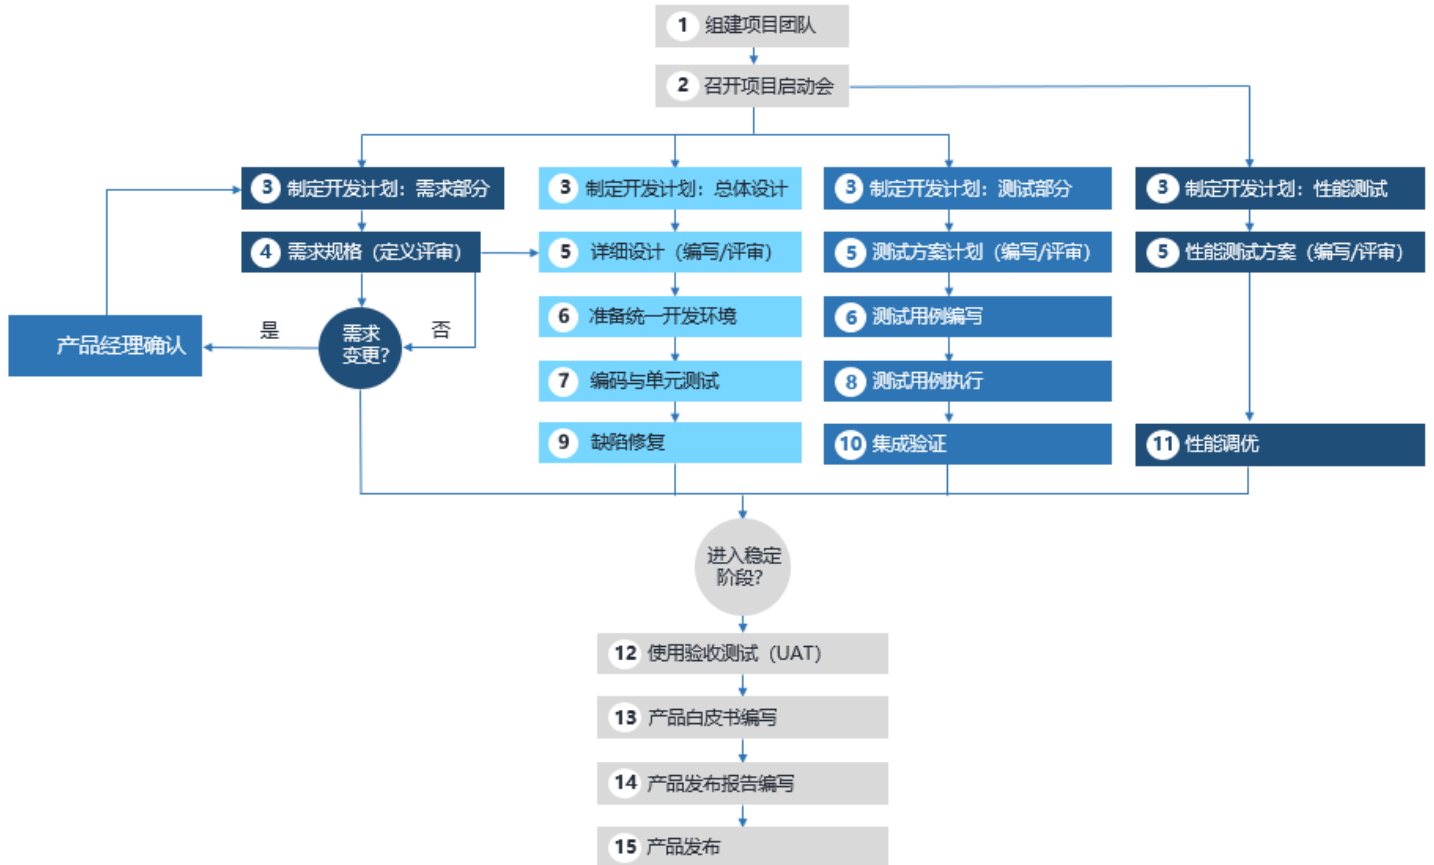 1 组建项目团队
2 召开项目启动会
3 制定开发计划：需求部分
3 制定开发计划：总体设计
3 制定开发计划：测试部分
3 制定开发计划：性能测试
4 需求规格（定义评审）
5 详细设计（编写/评审）
5 测试方案计划（编写/评审）
5 性能测试方案（编写/评审）
6 准备统一开发环境
6 测试用例编写
产品经理确认
是
需求
变更?
否
7 编码与单元测试
8 测试用例执行
9 缺陷修复
10 集成验证
11 性能调优
进入稳定
阶段?
12 使用验收测试（UAT）
13 产品白皮书编写
14 产品发布报告编写
15 产品发布